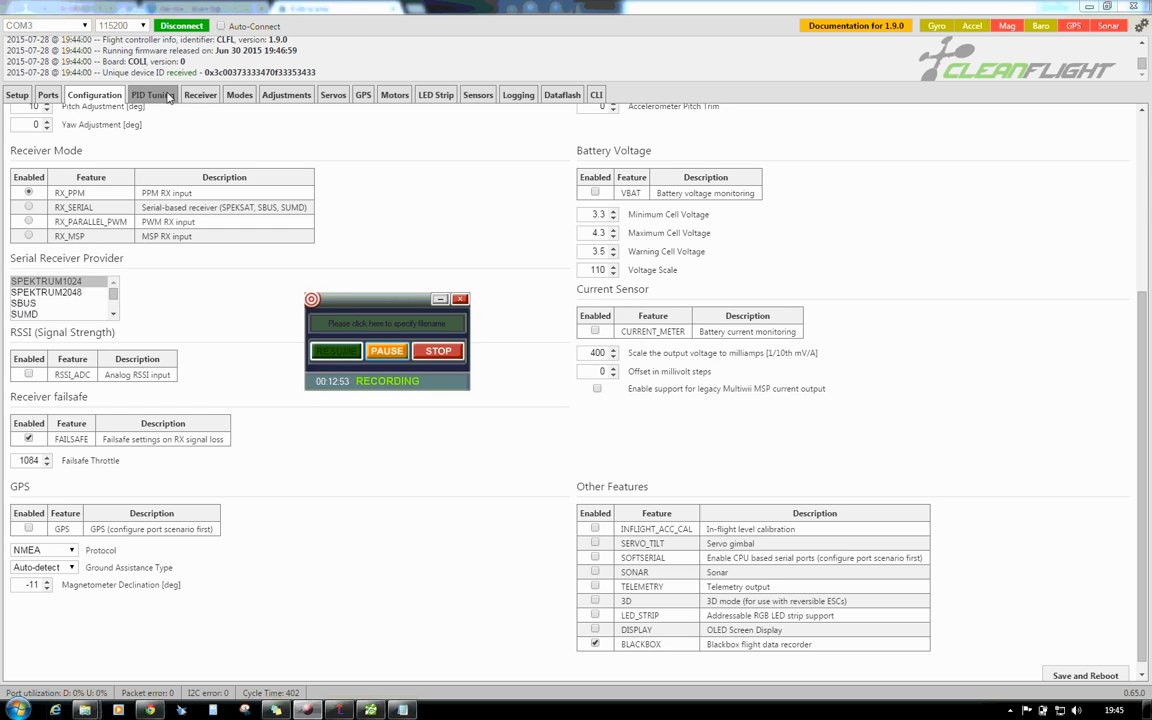 COM3 115200 Disconnect Auto-Connect Documentation for 1.9.0 Gyro Accel Mag Baro GPS Sonar
2015-07-28 @ 19:44:00 -- Flight controller info, identifier: CLFL, version: 1.9.0
2015-07-28 @ 19:44:00 -- Running firmware released on: Jun 30 2015 19:46:59
2015-07-28 @ 19:44:00 -- Board: COLI, version: 0
2015-07-28 @ 19:44:00 -- Unique device ID received - 0x3c00373333470f33353433
CLEANFLIGHT
Setup Ports Configuration PID Tuning Receiver Modes Adjustments Servos GPS Motors LED Strip Sensors Logging Dataflash CLI
10 Pitch Adjustment [deg]
0 Yaw Adjustment [deg]
0 Accelerometer Pitch Trim
Receiver Mode
Enabled Feature Description
RX_PPM PPM RX input
RX_SERIAL Serial-based receiver (SPEKSAT, SBUS, SUMD)
RX_PARALLEL_PWM PWM RX input
RX_MSP MSP RX input
Serial Receiver Provider
SPEKTRUM1024
SPEKTRUM2048
SBUS
SUMD
RSSI (Signal Strength)
Enabled Feature Description
RSSI_ADC Analog RSSI input
Receiver failsafe
Enabled Feature Description
FAILSAFE Failsafe settings on RX signal loss
1084 Failsafe Throttle
GPS
Enabled Feature Description
GPS GPS (configure port scenario first)
NMEA Protocol
Auto-detect Ground Assistance Type
-11 Magnetometer Declination [deg]
Please click here to specify filename
RESUME PAUSE STOP
00:12:53 RECORDING
Battery Voltage
Enabled Feature Description
VBAT Battery voltage monitoring
3.3 Minimum Cell Voltage
4.3 Maximum Cell Voltage
3.5 Warning Cell Voltage
110 Voltage Scale
Current Sensor
Enabled Feature Description
CURRENT_METER Battery current monitoring
400 Scale the output voltage to milliamps [1/10th mV/A]
0 Offset in millivolt steps
Enable support for legacy Multiwii MSP current output
Other Features
Enabled Feature Description
INFLIGHT_ACC_CAL In-flight level calibration
SERVO_TILT Servo gimbal
SOFTSERIAL Enable CPU based serial ports (configure port scenario first)
SONAR Sonar
TELEMETRY Telemetry output
3D 3D mode (for use with reversible ESCs)
LED_STRIP Addressable RGB LED strip support
DISPLAY OLED Screen Display
BLACKBOX Blackbox flight data recorder
Save and Reboot
Port utilization: D: 0% U: 0% Packet error: 0 I2C error: 0 Cycle Time: 402 0.65.0
19:45